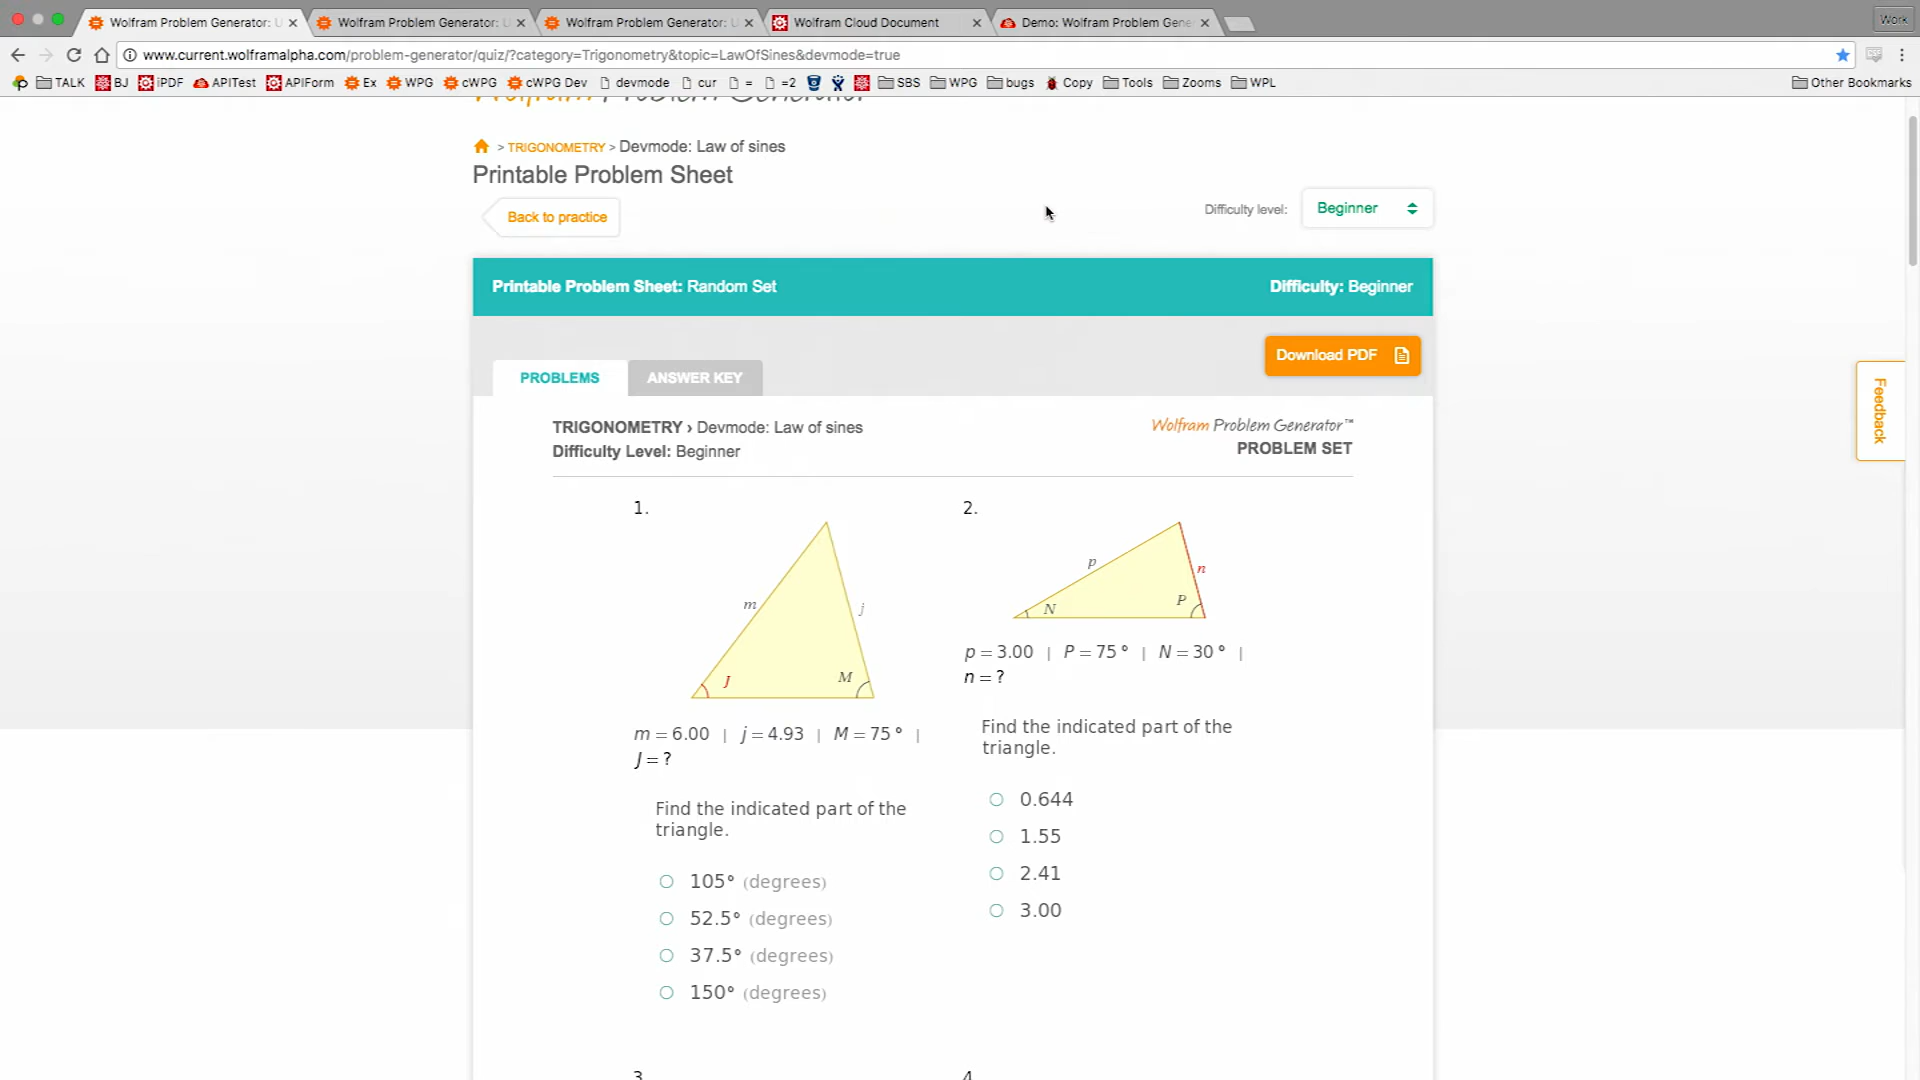 Wolfram Problem Generator: U
Wolfram Problem Generator: U
Wolfram Problem Generator: U
Wolfram Cloud Document
Demo: Wolfram Problem Gene
Work
www.current.wolframalpha.com/problem-generator/quiz/?category=Trigonometry&topic=LawOfSines&devmode=true
TALK BJ iPDF APITest APIForm Ex WPG cWPG cWPG Dev devmode cur = =2 SBS WPG bugs Copy Tools Zooms WPL Other Bookmarks
Wolfram Problem Generator
> TRIGONOMETRY > Devmode: Law of sines
Printable Problem Sheet
Back to practice
Difficulty level: Beginner
Printable Problem Sheet: Random Set
Difficulty: Beginner
Download PDF
PROBLEMS
ANSWER KEY
Feedback
TRIGONOMETRY › Devmode: Law of sines
Difficulty Level: Beginner
Wolfram Problem Generator™
PROBLEM SET
1.
m
j
J
M
m = 6.00 | j = 4.93 | M = 75° |
J = ?
Find the indicated part of the
triangle.
105° (degrees)
52.5° (degrees)
37.5° (degrees)
150° (degrees)
2.
p
n
N
P
p = 3.00 | P = 75° | N = 30° |
n = ?
Find the indicated part of the
triangle.
0.644
1.55
2.41
3.00
3.
4.